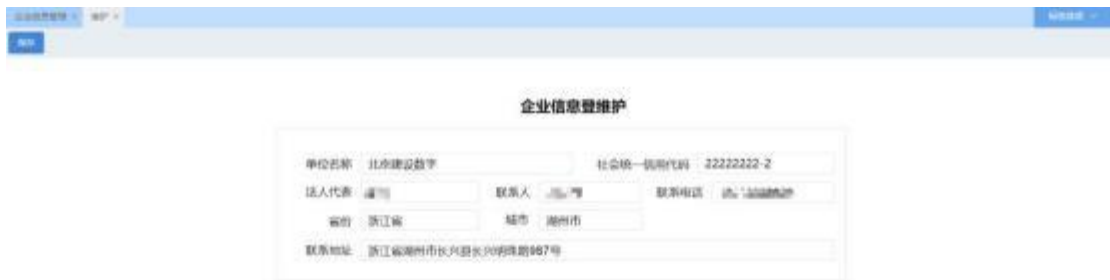 企业信息登维护
单位名称 北京建设数字 社会统一信用代码 22222222-2
法人代表 联系人 联系电话
省份 浙江省 城市 湖州市
联系地址 浙江省湖州市长兴县长兴明珠路987号